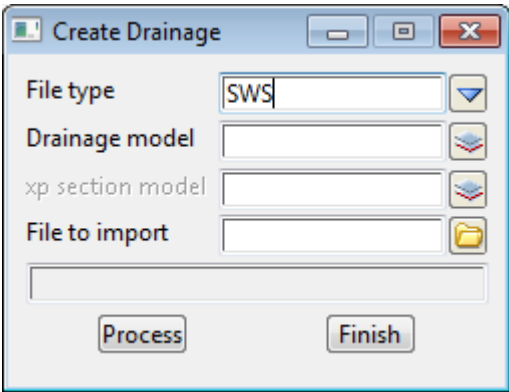 Create Drainage
File type SWS
Drainage model
xp section model
File to import
Process Finish